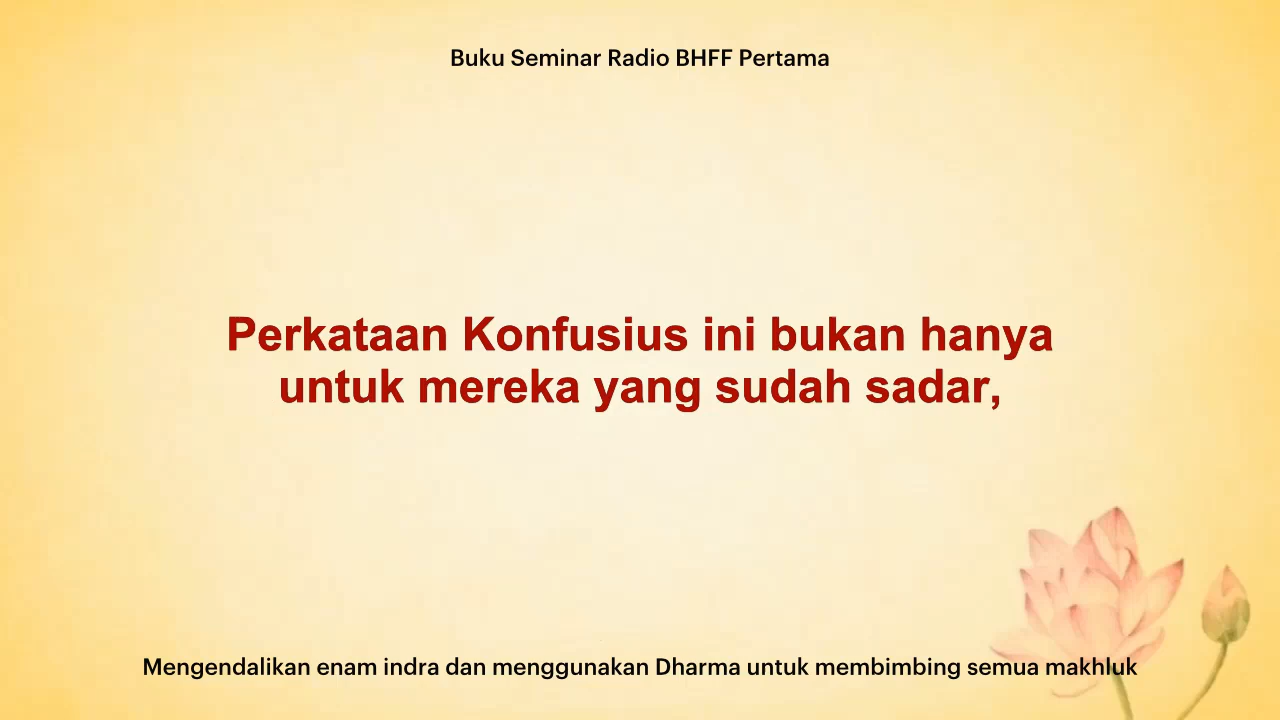 Buku Seminar Radio BHFF Pertama
Perkataan Konfusius ini bukan hanya
untuk mereka yang sudah sadar,
Mengendalikan enam indra dan menggunakan Dharma untuk membimbing semua makhluk